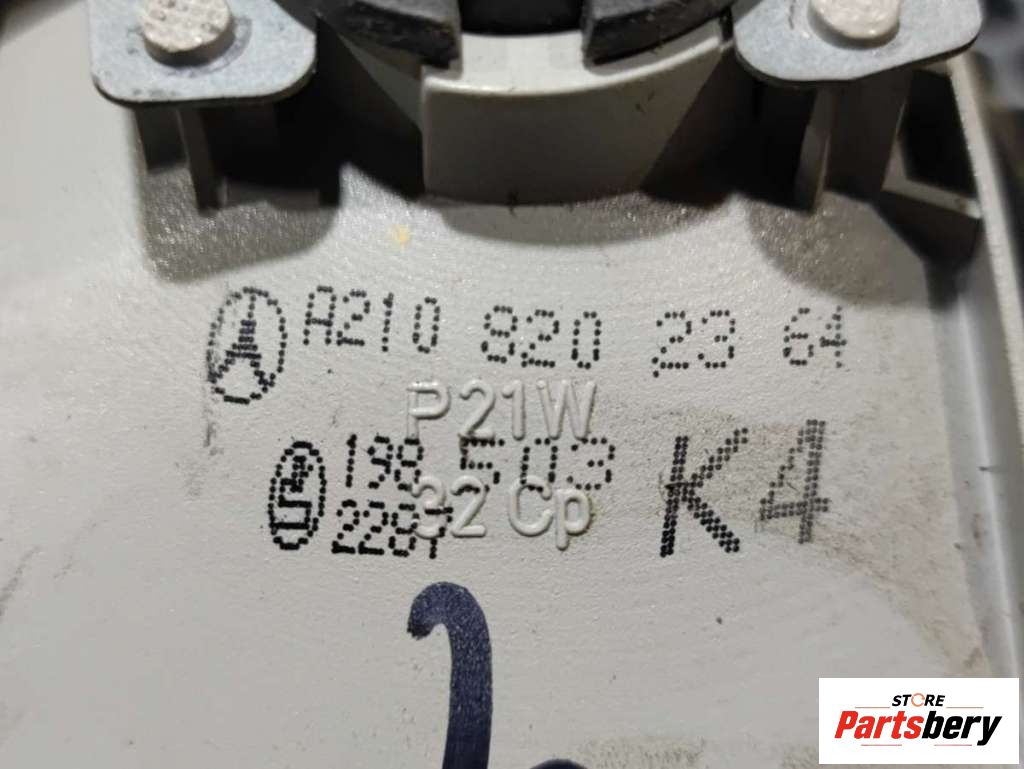 A210 920 23 64
P21W
198 503
2287
32 Cp
K4
STORE
Partsbery